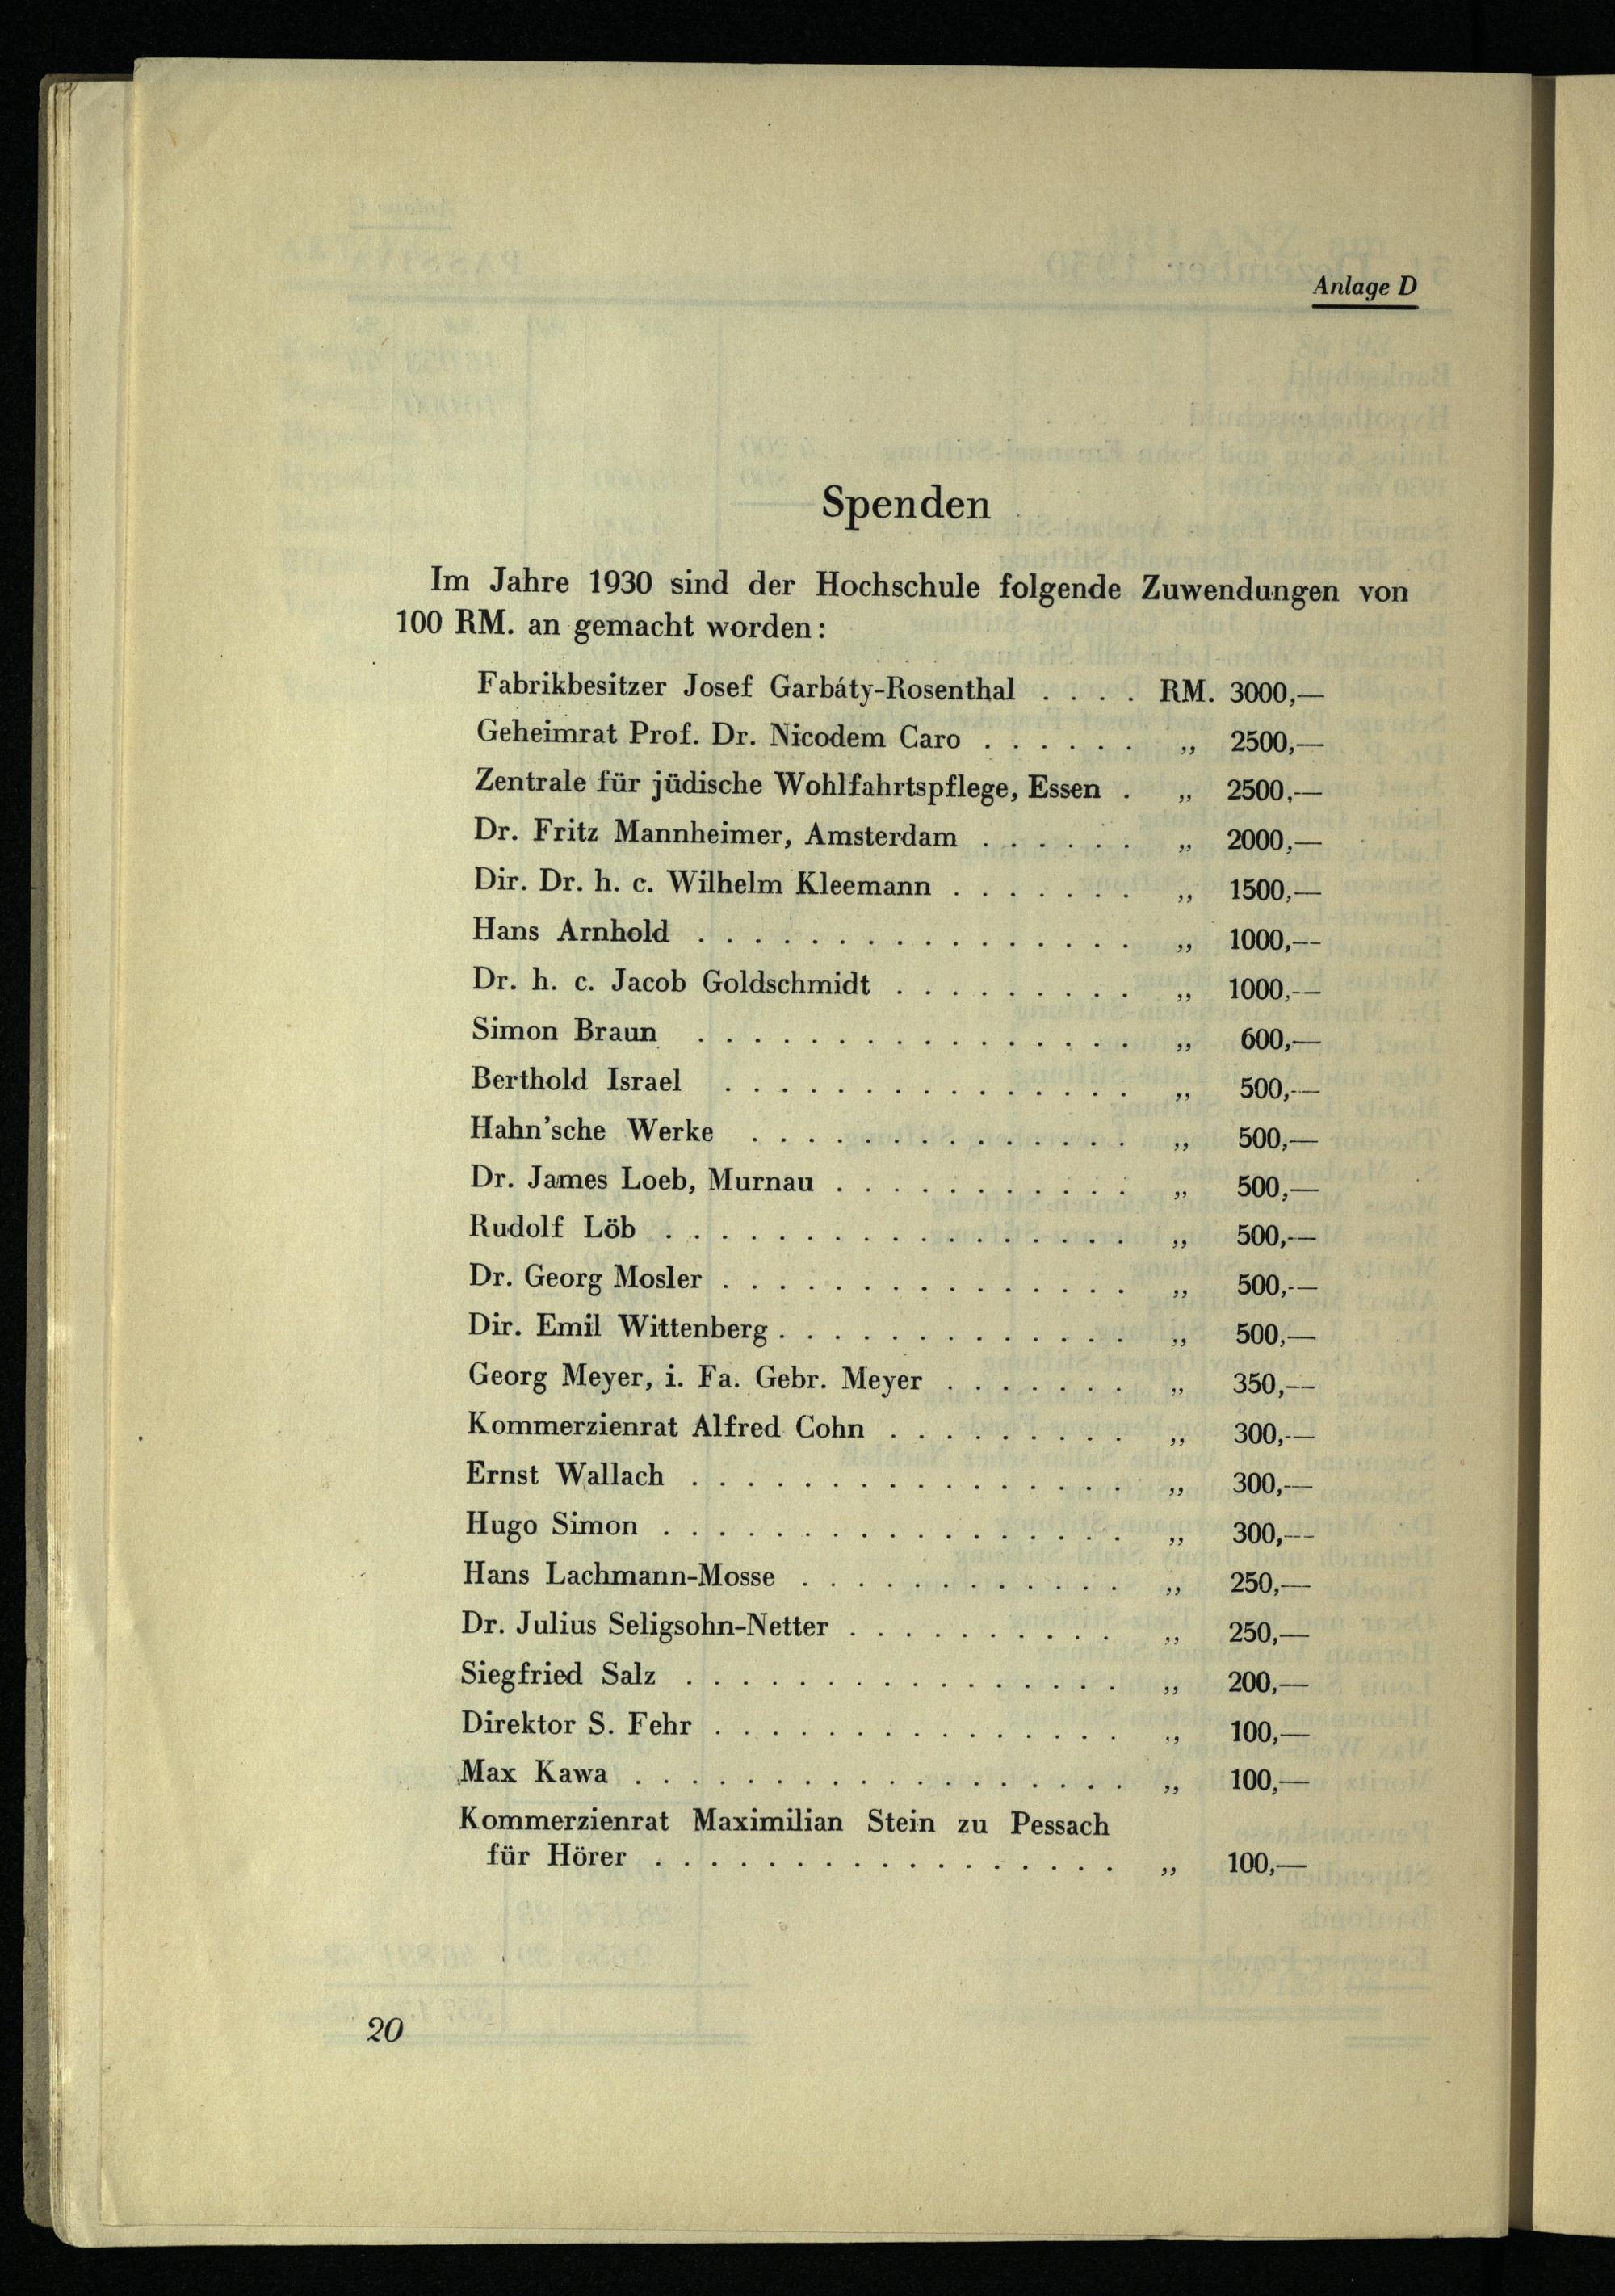 Anlage D
Spenden
Im Jahre 1930 sind der Hochschule folgende Zuwendungen von
100 RM. an gemacht worden:
Fabrikbesitzer Josef Garbáty-Rosenthal . . . . RM. 3000,—
Geheimrat Prof. Dr. Nicodem Caro . . . . . . „ 2500,—
Zentrale für jüdische Wohlfahrtspflege, Essen . „ 2500,—
Dr. Fritz Mannheimer, Amsterdam . . . . . . „ 2000,—
Dir. Dr. h. c. Wilhelm Kleemann . . . . . . . „ 1500,—
Hans Arnhold . . . . . . . . . . . . . . . . „ 1000,—
Dr. h. c. Jacob Goldschmidt . . . . . . . . . „ 1000,—
Simon Braun . . . . . . . . . . . . . . . . „ 600,—
Berthold Israel . . . . . . . . . . . . . . . „ 500,—
Hahn'sche Werke . . . . . . . . . . . . . . „ 500,—
Dr. James Loeb, Murnau . . . . . . . . . . . „ 500,—
Rudolf Löb . . . . . . . . . . . . . . . . . „ 500,—
Dr. Georg Mosler . . . . . . . . . . . . . . . „ 500,—
Dir. Emil Wittenberg . . . . . . . . . . . . . „ 500,—
Georg Meyer, i. Fa. Gebr. Meyer . . . . . . . „ 350,—
Kommerzienrat Alfred Cohn . . . . . . . . . „ 300,—
Ernst Wallach . . . . . . . . . . . . . . . . „ 300,—
Hugo Simon . . . . . . . . . . . . . . . . . „ 300,—
Hans Lachmann-Mosse . . . . . . . . . . . . „ 250,—
Dr. Julius Seligsohn-Netter . . . . . . . . . . „ 250,—
Siegfried Salz . . . . . . . . . . . . . . . . „ 200,—
Direktor S. Fehr . . . . . . . . . . . . . . . „ 100,—
Max Kawa . . . . . . . . . . . . . . . . . . „ 100,—
Kommerzienrat Maximilian Stein zu Pessach
für Hörer . . . . . . . . . . . . . . . . . „ 100,—
20